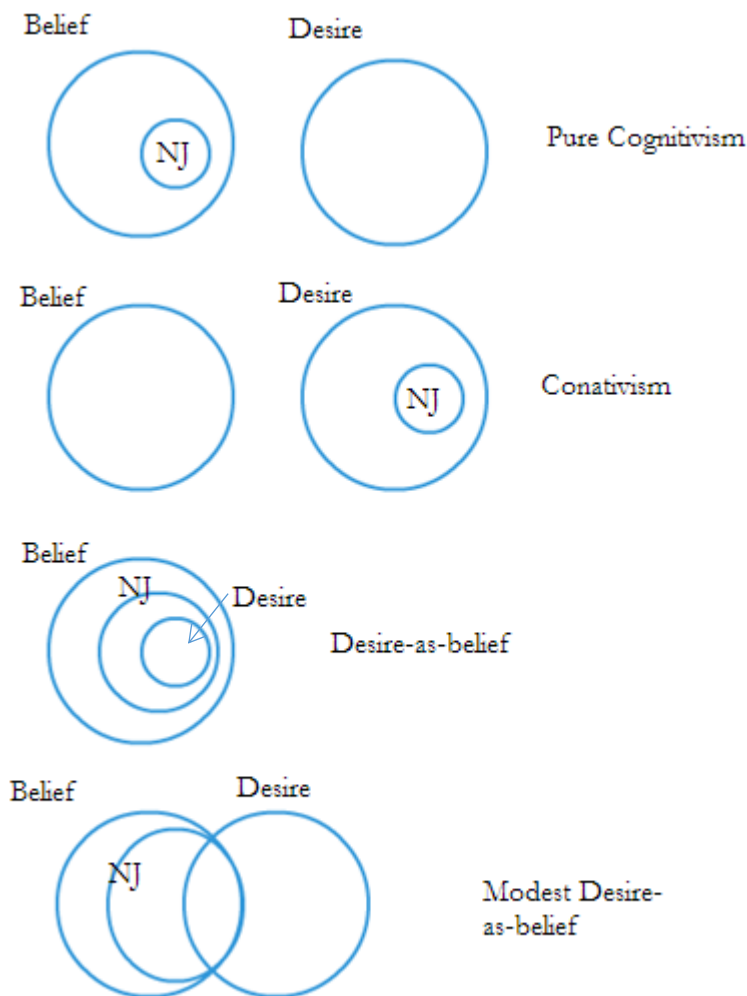 Belief
Desire
NJ
Pure Cognitivism
Belief
Desire
NJ
Conativism
Belief
NJ
Desire
Desire-as-belief
Belief
Desire
NJ
Modest Desire-
as-belief